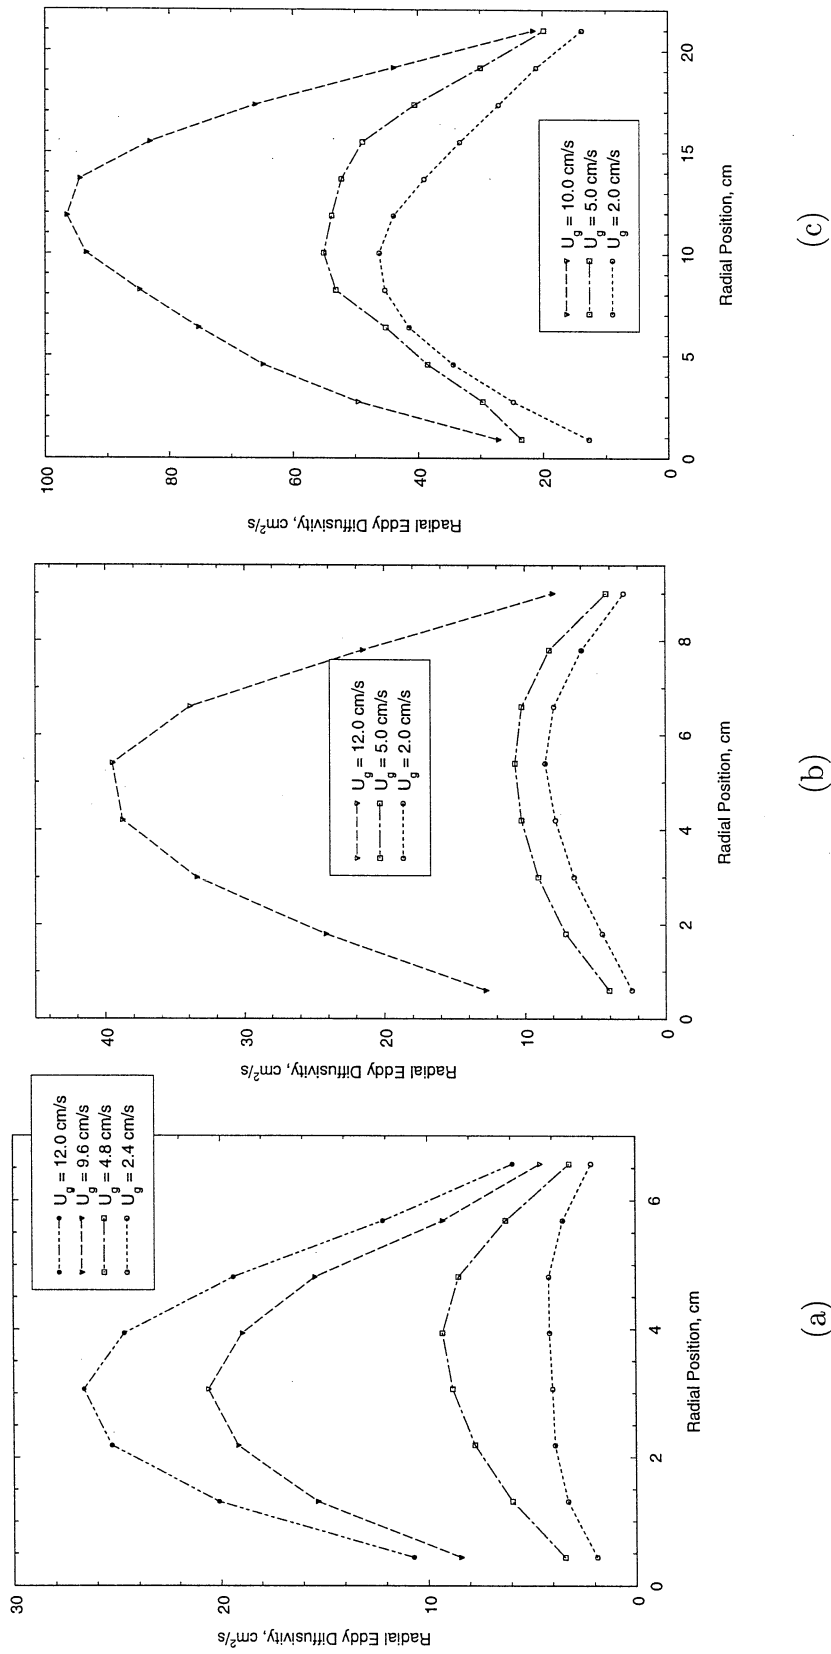 30
20
10
0
Radial Eddy Diffusivity, cm²/s
0
2
4
6
Radial Position, cm
U_g = 12.0 cm/s
U_g = 9.6 cm/s
U_g = 4.8 cm/s
U_g = 2.4 cm/s
(a)
40
30
20
10
0
Radial Eddy Diffusivity, cm²/s
0
2
4
6
8
Radial Position, cm
U_g = 12.0 cm/s
U_g = 5.0 cm/s
U_g = 2.0 cm/s
(b)
100
80
60
40
20
0
Radial Eddy Diffusivity, cm²/s
0
5
10
15
20
Radial Position, cm
U_g = 10.0 cm/s
U_g = 5.0 cm/s
U_g = 2.0 cm/s
(c)